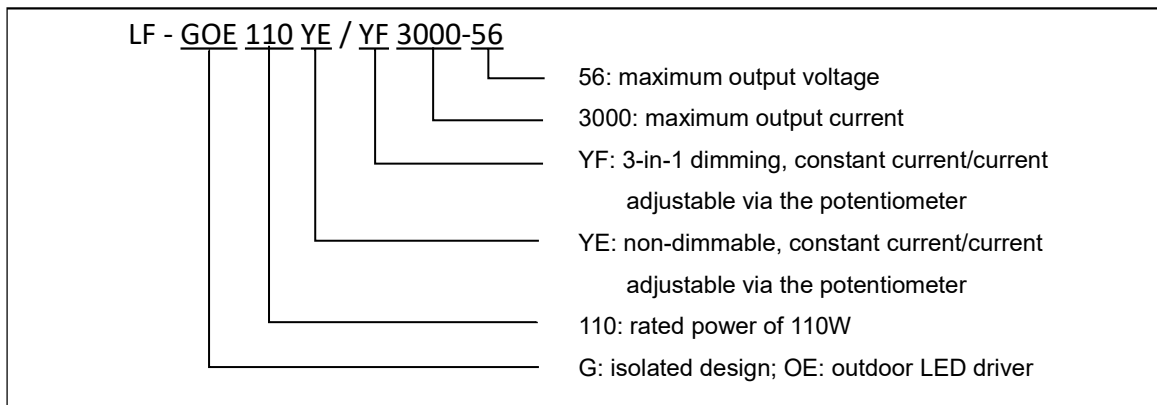 LF - GOE 110 YE / YF 3000-56
56: maximum output voltage
3000: maximum output current
YF: 3-in-1 dimming, constant current/current
adjustable via the potentiometer
YE: non-dimmable, constant current/current
adjustable via the potentiometer
110: rated power of 110W
G: isolated design; OE: outdoor LED driver